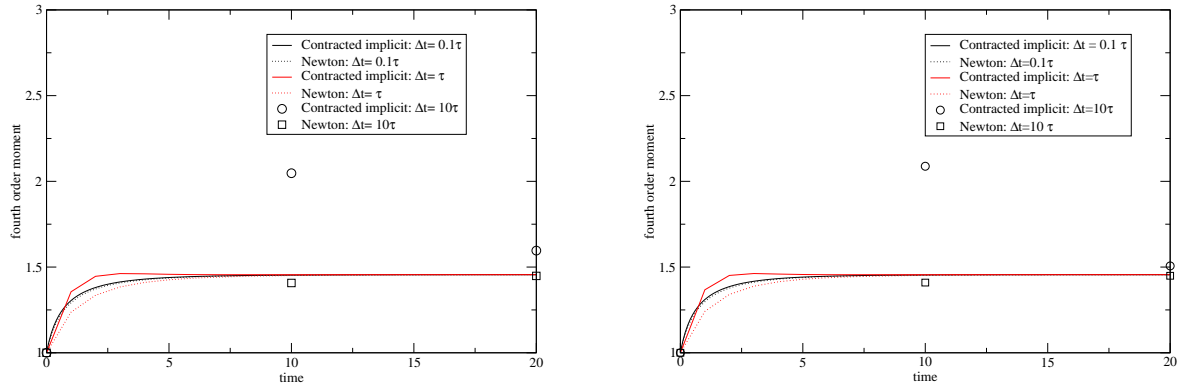 3
2.5
2
1.5
1
0
5
10
15
20
time
fourth order moment
Contracted implicit: Δt= 0.1τ
Newton: Δt= 0.1τ
Contracted implicit: Δt= τ
Newton: Δt= τ
Contracted implicit: Δt= 10τ
Newton: Δt= 10τ
3
2.5
2
1.5
1
0
5
10
15
20
time
fourth order moment
Contracted implicit: Δt = 0.1 τ
Newton: Δt=0.1τ
Contracted implicit: Δt=τ
Newton: Δt=τ
Contracted implicit: Δt=10τ
Newton: Δt=10 τ